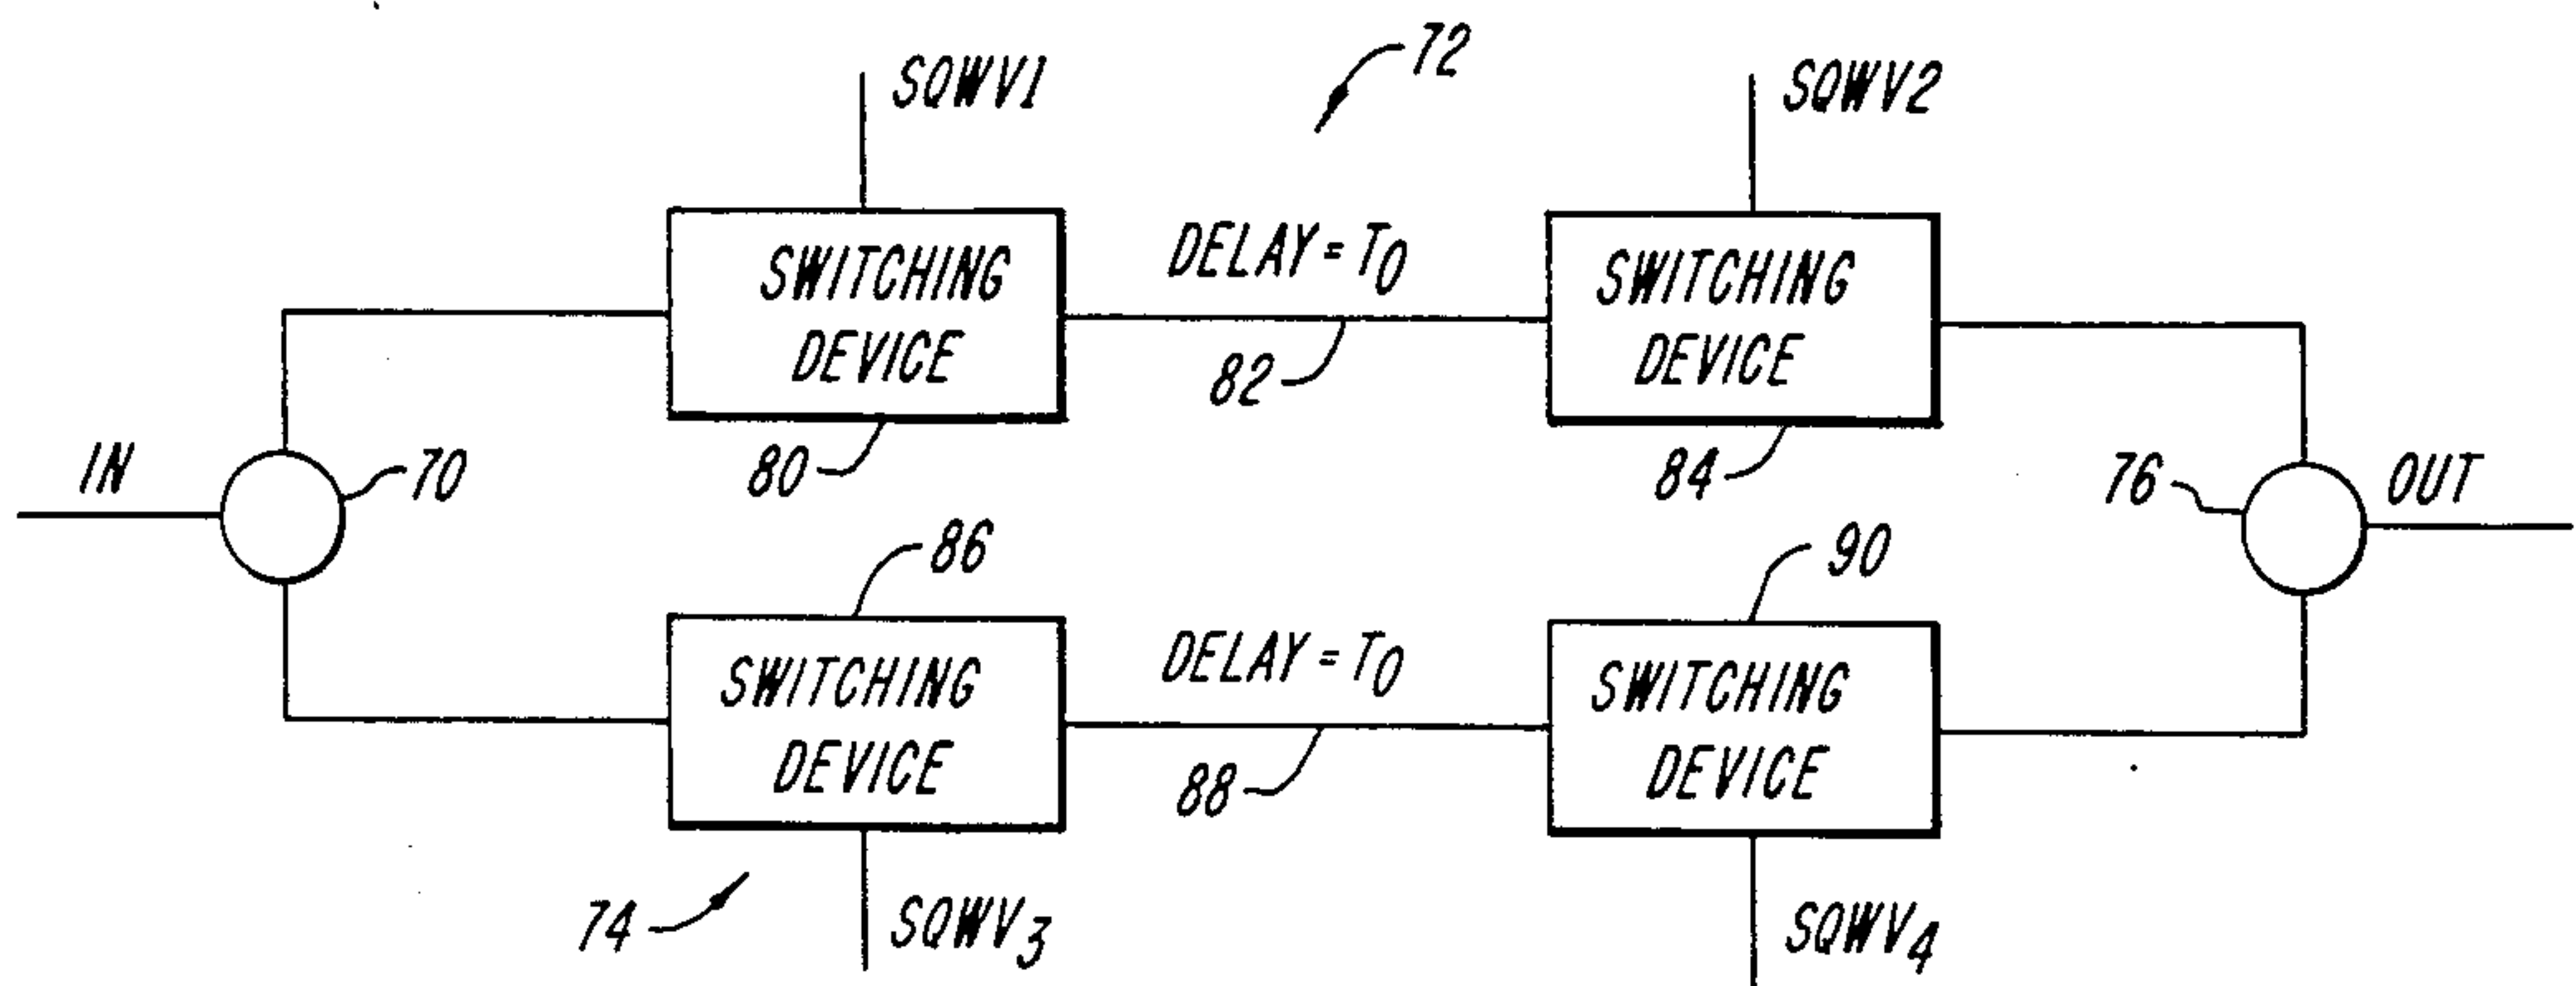 72
SQWV1
SQWV2
SWITCHING
DEVICE
DELAY = T0
SWITCHING
DEVICE
82
80
84
IN
70
76
OUT
86
90
SWITCHING
DEVICE
DELAY = T0
SWITCHING
DEVICE
88
74
SQWV3
SQWV4